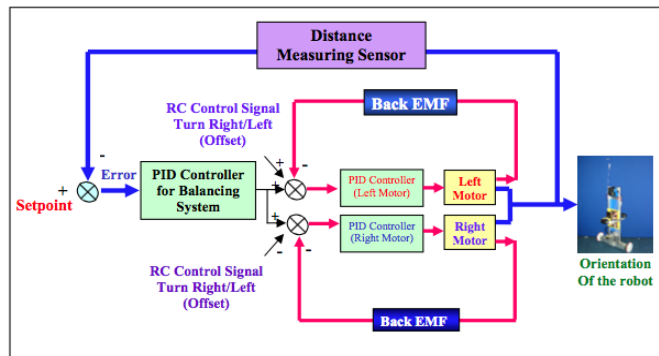 Distance
Measuring Sensor
RC Control Signal
Turn Right/Left
(Offset)
Back EMF
-
+
-
+
Setpoint
Error
PID Controller
for Balancing
System
+
+
PID Controller
(Left Motor)
Left
Motor
PID Controller
(Right Motor)
Right
Motor
-
-
RC Control Signal
Turn Right/Left
(Offset)
Back EMF
Orientation
Of the robot